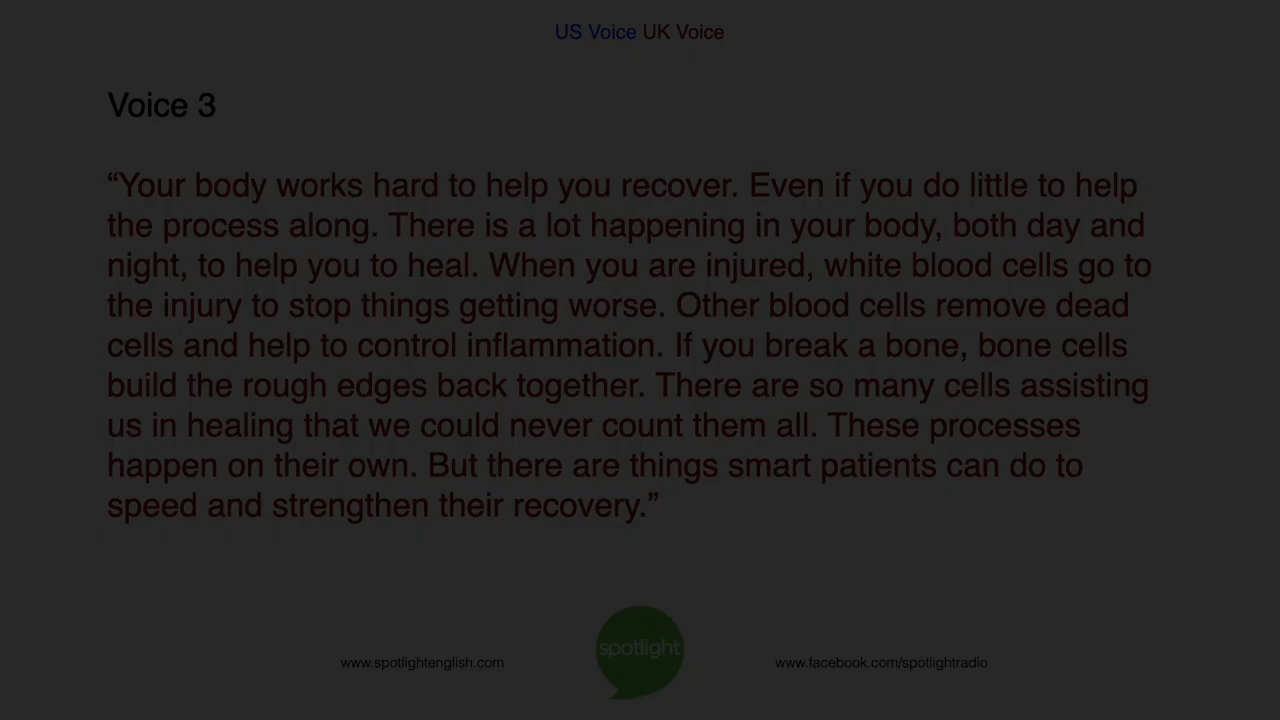 US Voice UK Voice
Voice 3
“Your body works hard to help you recover. Even if you do little to help
the process along. There is a lot happening in your body, both day and
night, to help you to heal. When you are injured, white blood cells go to
the injury to stop things getting worse. Other blood cells remove dead
cells and help to control inflammation. If you break a bone, bone cells
build the rough edges back together. There are so many cells assisting
us in healing that we could never count them all. These processes
happen on their own. But there are things smart patients can do to
speed and strengthen their recovery.”
spotlight
www.spotlightenglish.com
www.facebook.com/spotlightradio